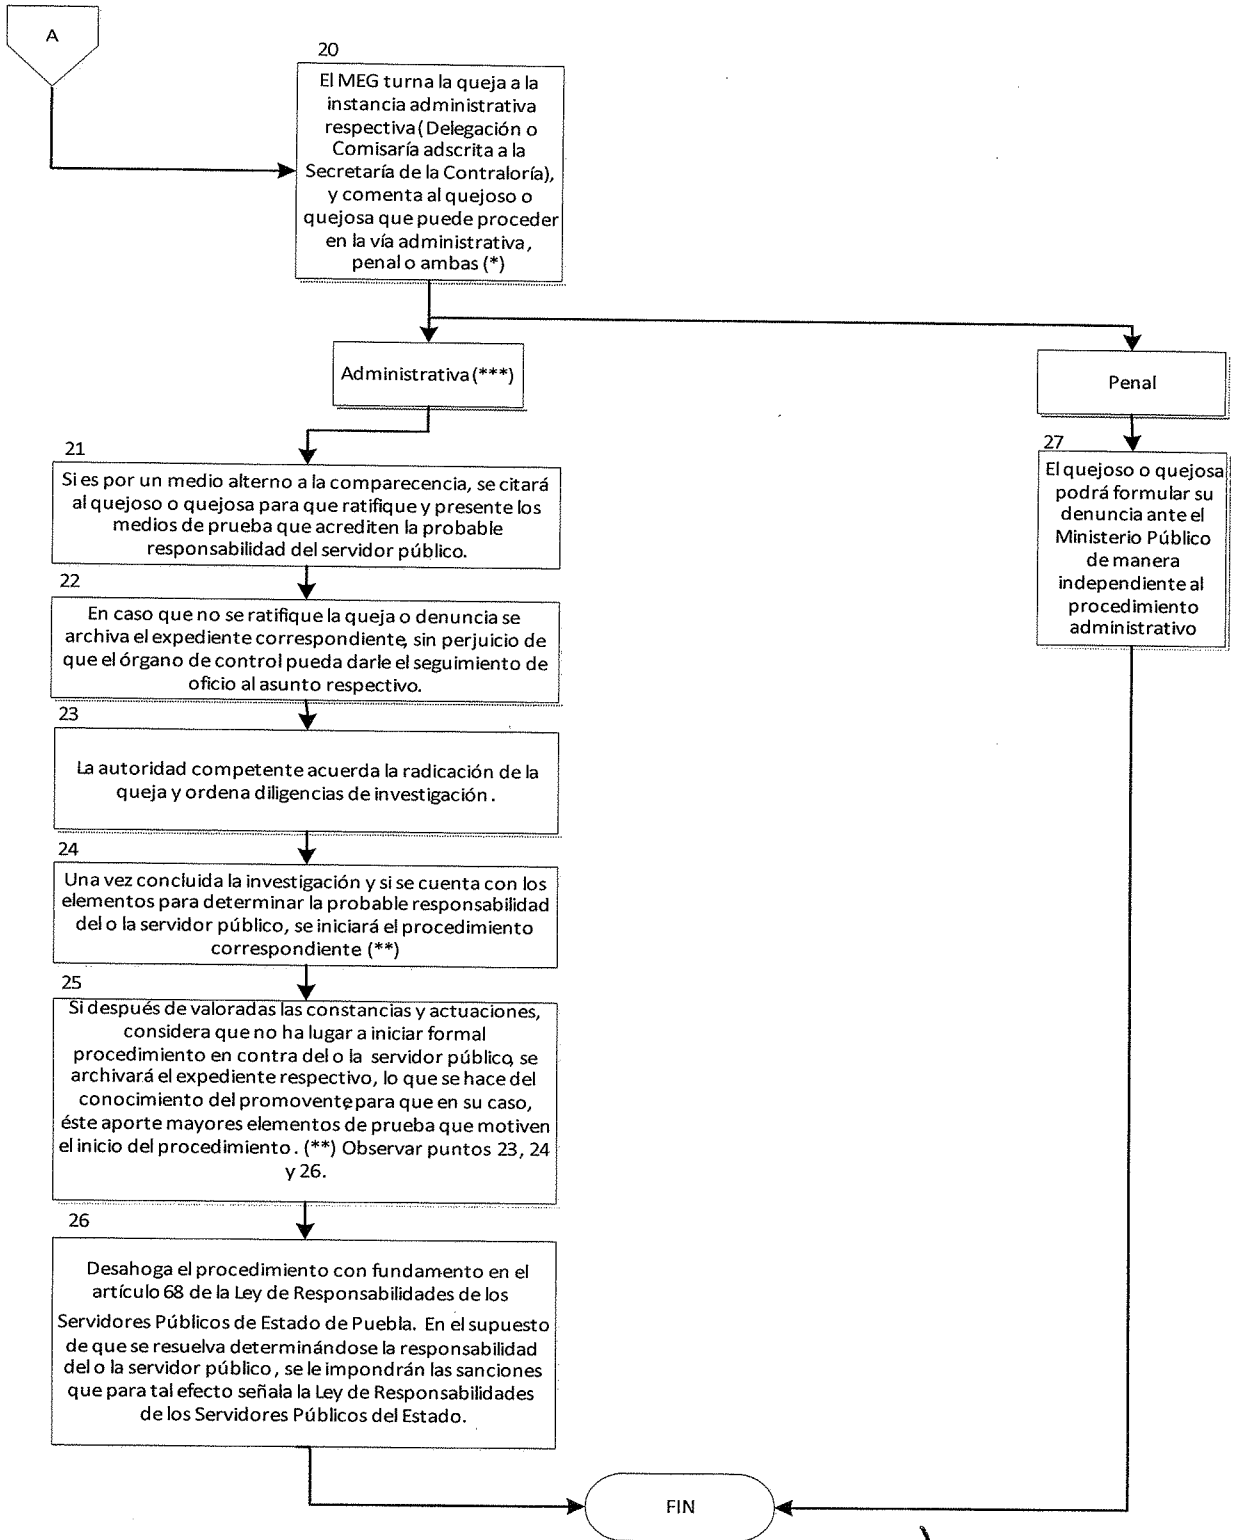 A
20
El MEG turna la queja a la
instancia administrativa
respectiva (Delegación o
Comisaría adscrita a la
Secretaría de la Contraloría),
y comenta al quejoso o
quejosa que puede proceder
en la vía administrativa,
penal o ambas (*)
Administrativa (***)
Penal
21
Si es por un medio alterno a la comparecencia, se citará
al quejoso o quejosa para que ratifique y presente los
medios de prueba que acrediten la probable
responsabilidad del servidor público.
22
En caso que no se ratifique la queja o denuncia se
archiva el expediente correspondiente, sin perjuicio de
que el órgano de control pueda darle el seguimiento de
oficio al asunto respectivo.
23
La autoridad competente acuerda la radicación de la
queja y ordena diligencias de investigación.
24
Una vez concluida la investigación y si se cuenta con los
elementos para determinar la probable responsabilidad
del o la servidor público, se iniciará el procedimiento
correspondiente (**)
25
Si después de valoradas las constancias y actuaciones,
considera que no ha lugar a iniciar formal
procedimiento en contra del o la servidor público, se
archivará el expediente respectivo, lo que se hace del
conocimiento del promovente, para que en su caso,
éste aporte mayores elementos de prueba que motiven
el inicio del procedimiento. (**) Observar puntos 23, 24
y 26.
26
Desahoga el procedimiento con fundamento en el
artículo 68 de la Ley de Responsabilidades de los
Servidores Públicos de Estado de Puebla. En el supuesto
de que se resuelva determinándose la responsabilidad
del o la servidor público, se le impondrán las sanciones
que para tal efecto señala la Ley de Responsabilidades
de los Servidores Públicos del Estado.
27
El quejoso o quejosa
podrá formular su
denuncia ante el
Ministerio Público
de manera
independiente al
procedimiento
administrativo
FIN